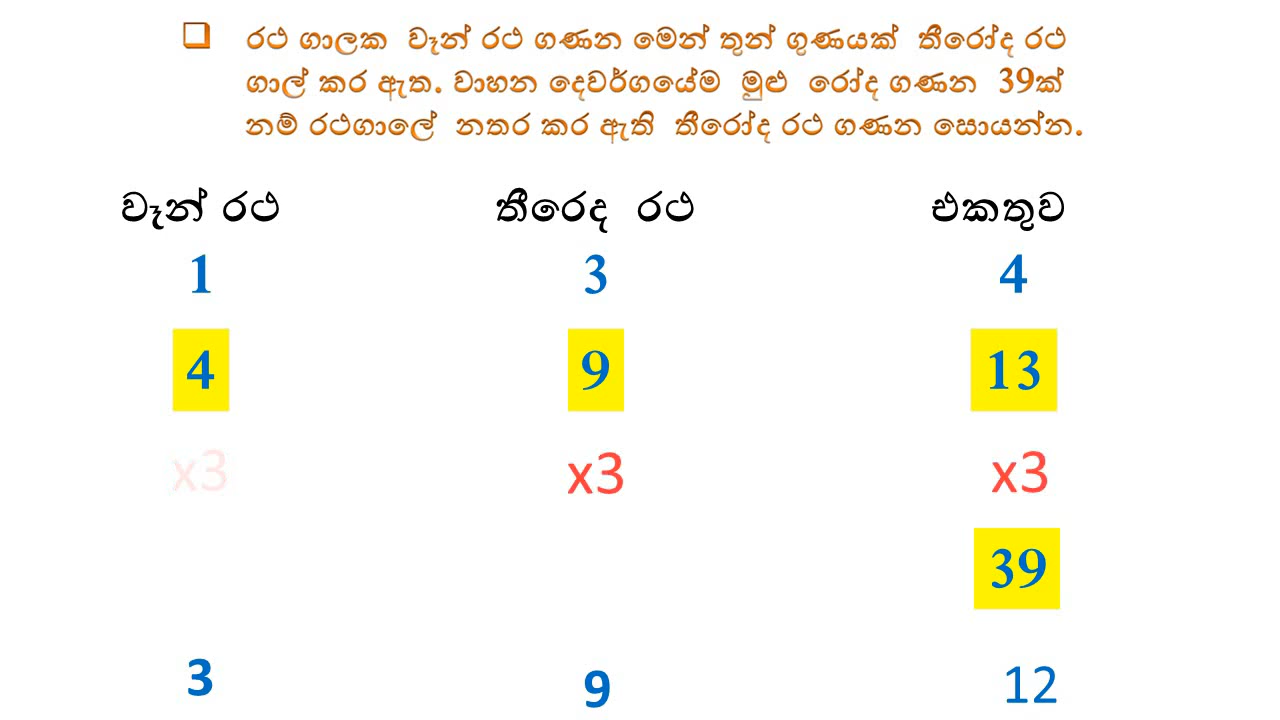 රථ ගාලක වෑන් රථ ගණන මෙන් තුන් ගුණයක් තීරෝද රථ
ගාල් කර ඇත. වාහන දෙවර්ගයේම මුළු රෝද ගණන 39ක්
නම් රථගාලේ නතර කර ඇති තීරෝද රථ ගණන සොයන්න.
වෑන් රථ තීරෙද රථ එකතුව
1 3 4
4 9 13
x3 x3 x3
39
3 9 12